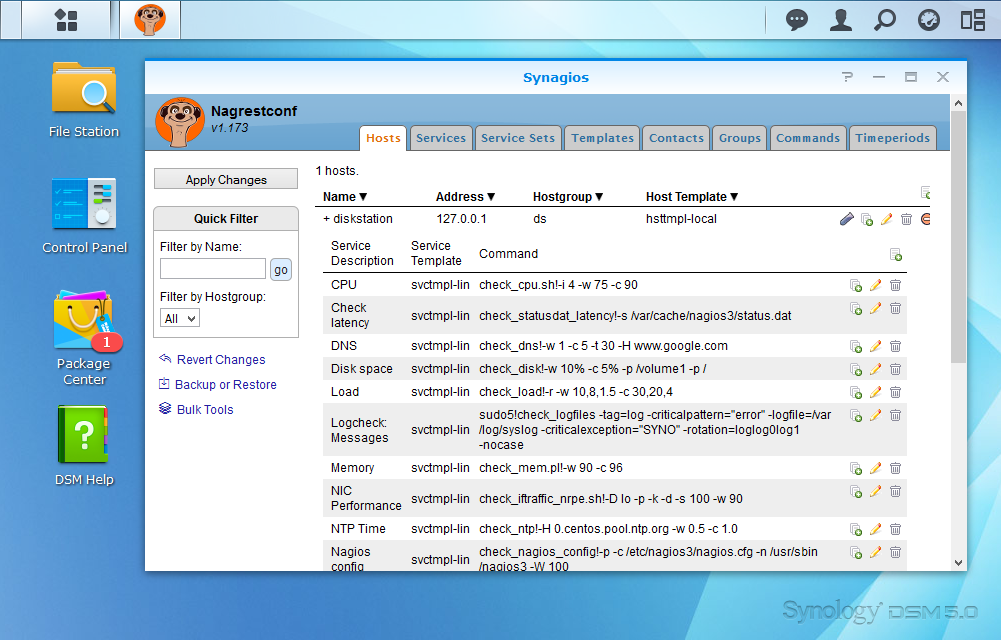 Synagios
Nagrestconf
v1.173
Hosts Services Service Sets Templates Contacts Groups Commands Timeperiods
File Station
Control Panel
1
Package
Center
?
DSM Help
Apply Changes
Quick Filter
Filter by Name:
go
Filter by Hostgroup:
All
Revert Changes
Backup or Restore
Bulk Tools
1 hosts.
Name ▼ Address ▼ Hostgroup ▼ Host Template ▼
+ diskstation 127.0.0.1 ds hsttmpl-local
Service Description Service Template Command
CPU svctmpl-lin check_cpu.sh!-i 4 -w 75 -c 90
Check
latency svctmpl-lin check_statusdat_latency!-s /var/cache/nagios3/status.dat
DNS svctmpl-lin check_dns!-w 1 -c 5 -t 30 -H www.google.com
Disk space svctmpl-lin check_disk!-w 10% -c 5% -p /volume1 -p /
Load svctmpl-lin check_load!-r -w 10,8,1.5 -c 30,20,4
Logcheck:
Messages svctmpl-lin sudo5!check_logfiles -tag=log -criticalpattern="error" -logfile=/var
/log/syslog -criticalexception="SYNO" -rotation=loglog0log1
-nocase
Memory svctmpl-lin check_mem.pl!-w 90 -c 96
NIC
Performance svctmpl-lin check_iftraffic_nrpe.sh!-D lo -p -k -d -s 100 -w 90
NTP Time svctmpl-lin check_ntp!-H 0.centos.pool.ntp.org -w 0.5 -c 1.0
Nagios
config svctmpl-lin check_nagios_config!-p -c /etc/nagios3/nagios.cfg -n /usr/sbin
/nagios3 -W 100
Synology DSM 5.0